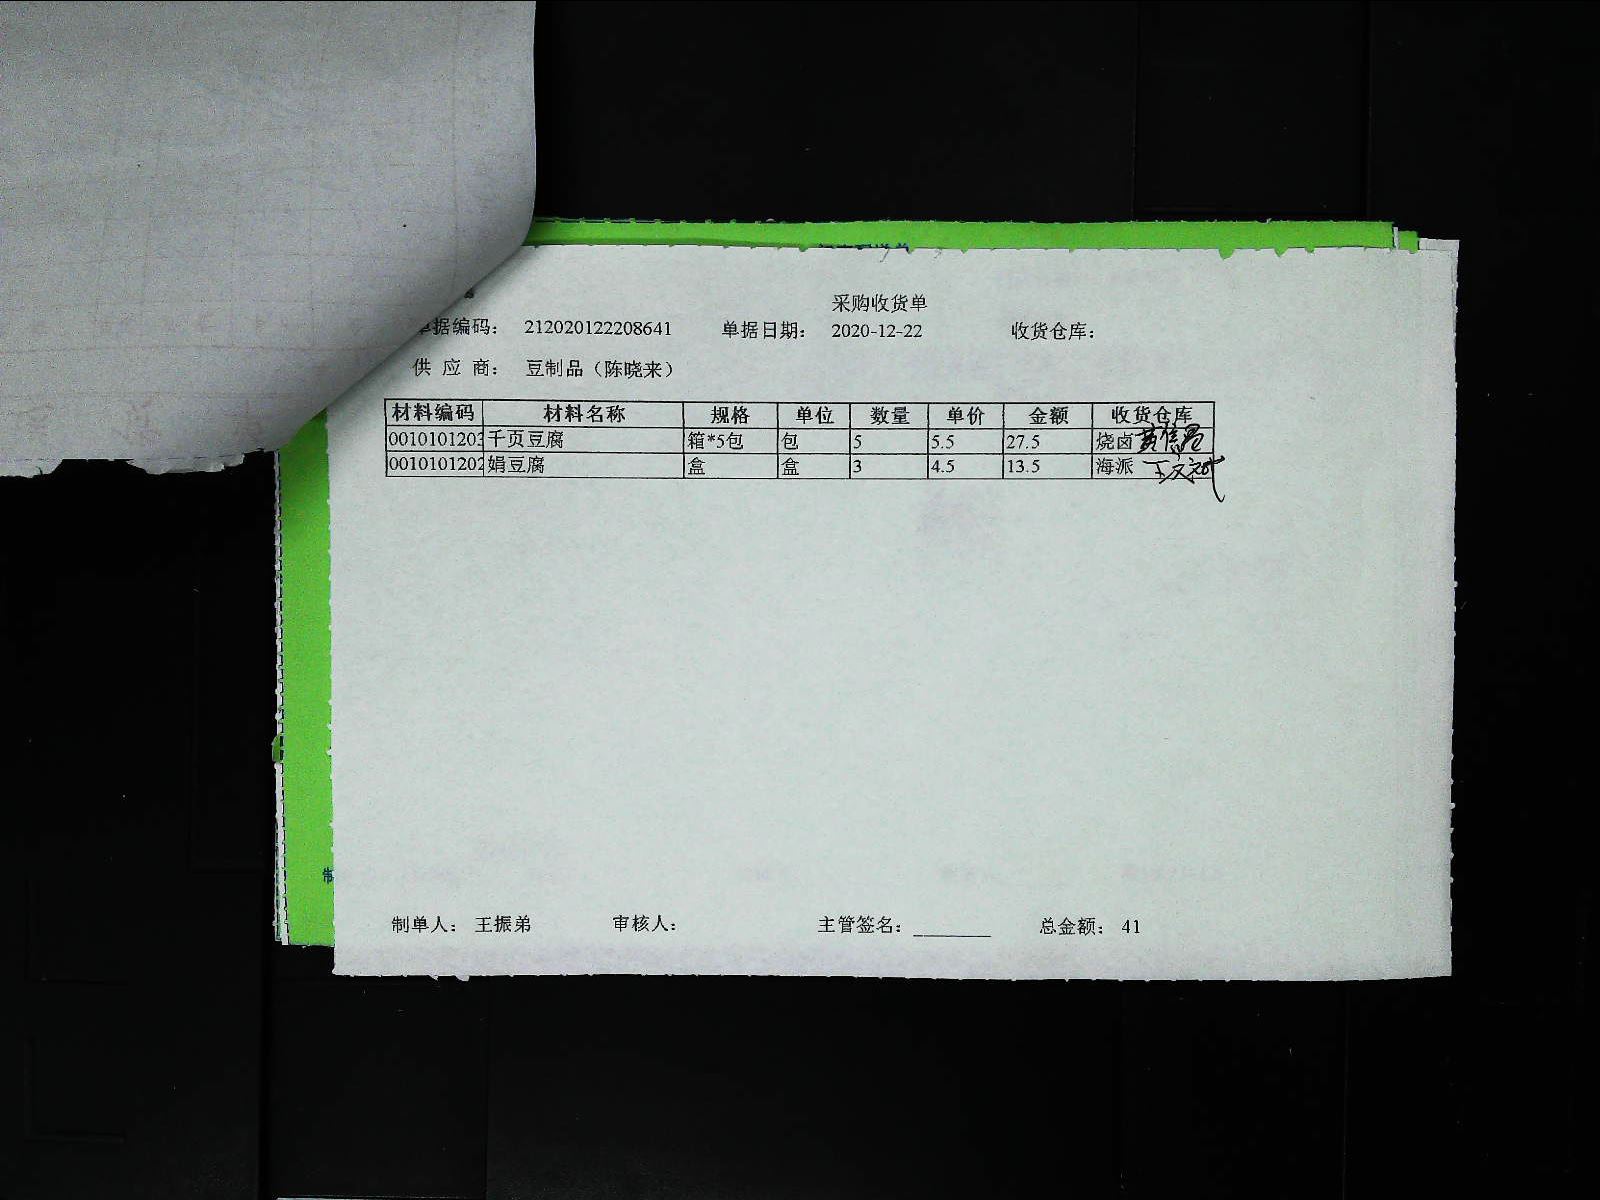 采购收货单
单据编码： 212020122208641 单据日期： 2020-12-22 收货仓库：
供 应 商： 豆制品（陈晓来）
材料编码 材料名称 规格 单位 数量 单价 金额 收货仓库
0010101203 千页豆腐 箱*5包 包 5 5.5 27.5 烧卤
0010101202 娟豆腐 盒 盒 3 4.5 13.5 海派
制单人： 王振弟 审核人： 主管签名：________ 总金额： 41